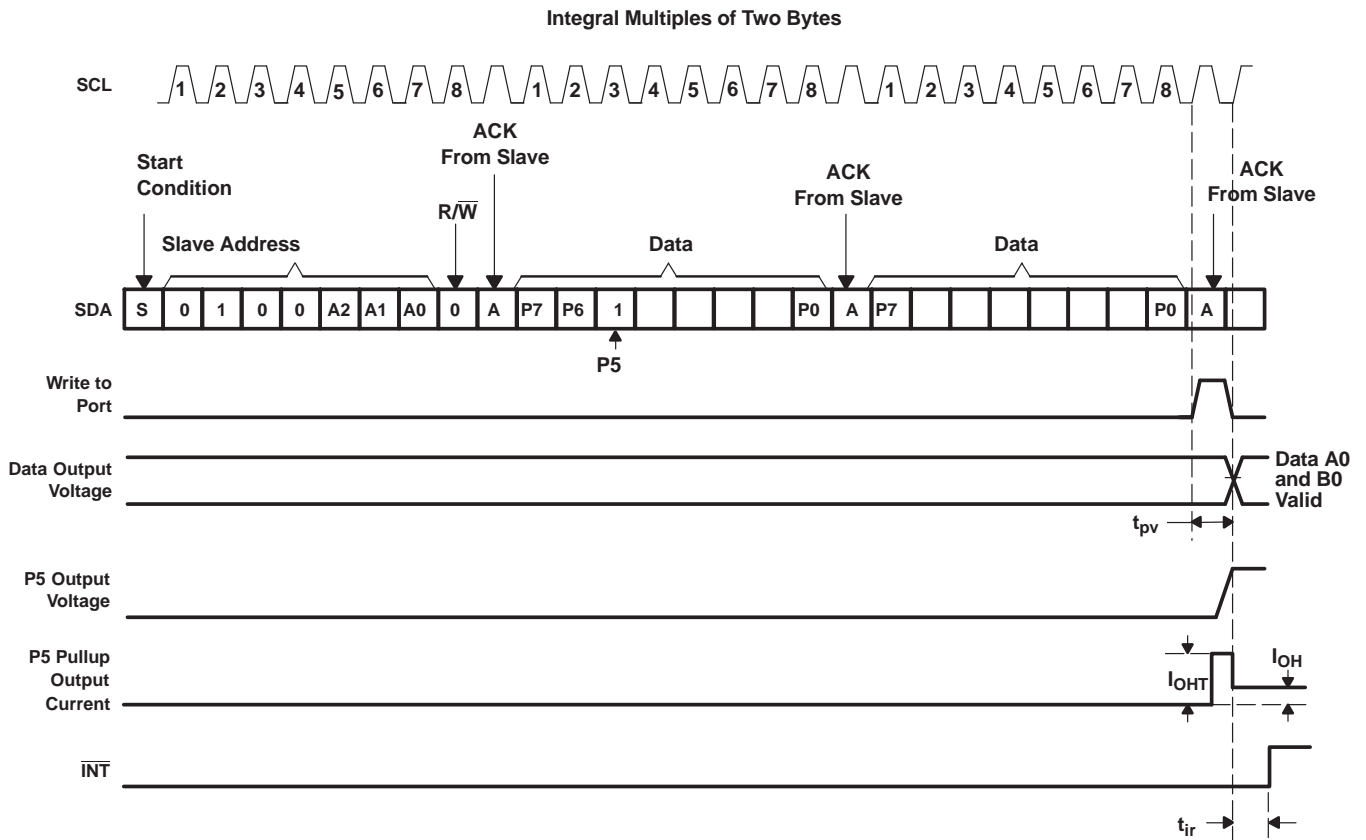 Integral Multiples of Two Bytes
SCL
1 2 3 4 5 6 7 8 1 2 3 4 5 6 7 8 1 2 3 4 5 6 7 8
Start
Condition
ACK
From Slave
ACK
From Slave
ACK
From Slave
R/W̅
Slave Address
Data
Data
SDA
S 0 1 0 0 A2 A1 A0 0 A P7 P6 1 P0 A P7 P0 A
P5
Write to
Port
Data Output
Voltage
Data A0
and B0
Valid
tpv
P5 Output
Voltage
P5 Pullup
Output
Current
IOHT
IOH
I̅N̅T̅
tir